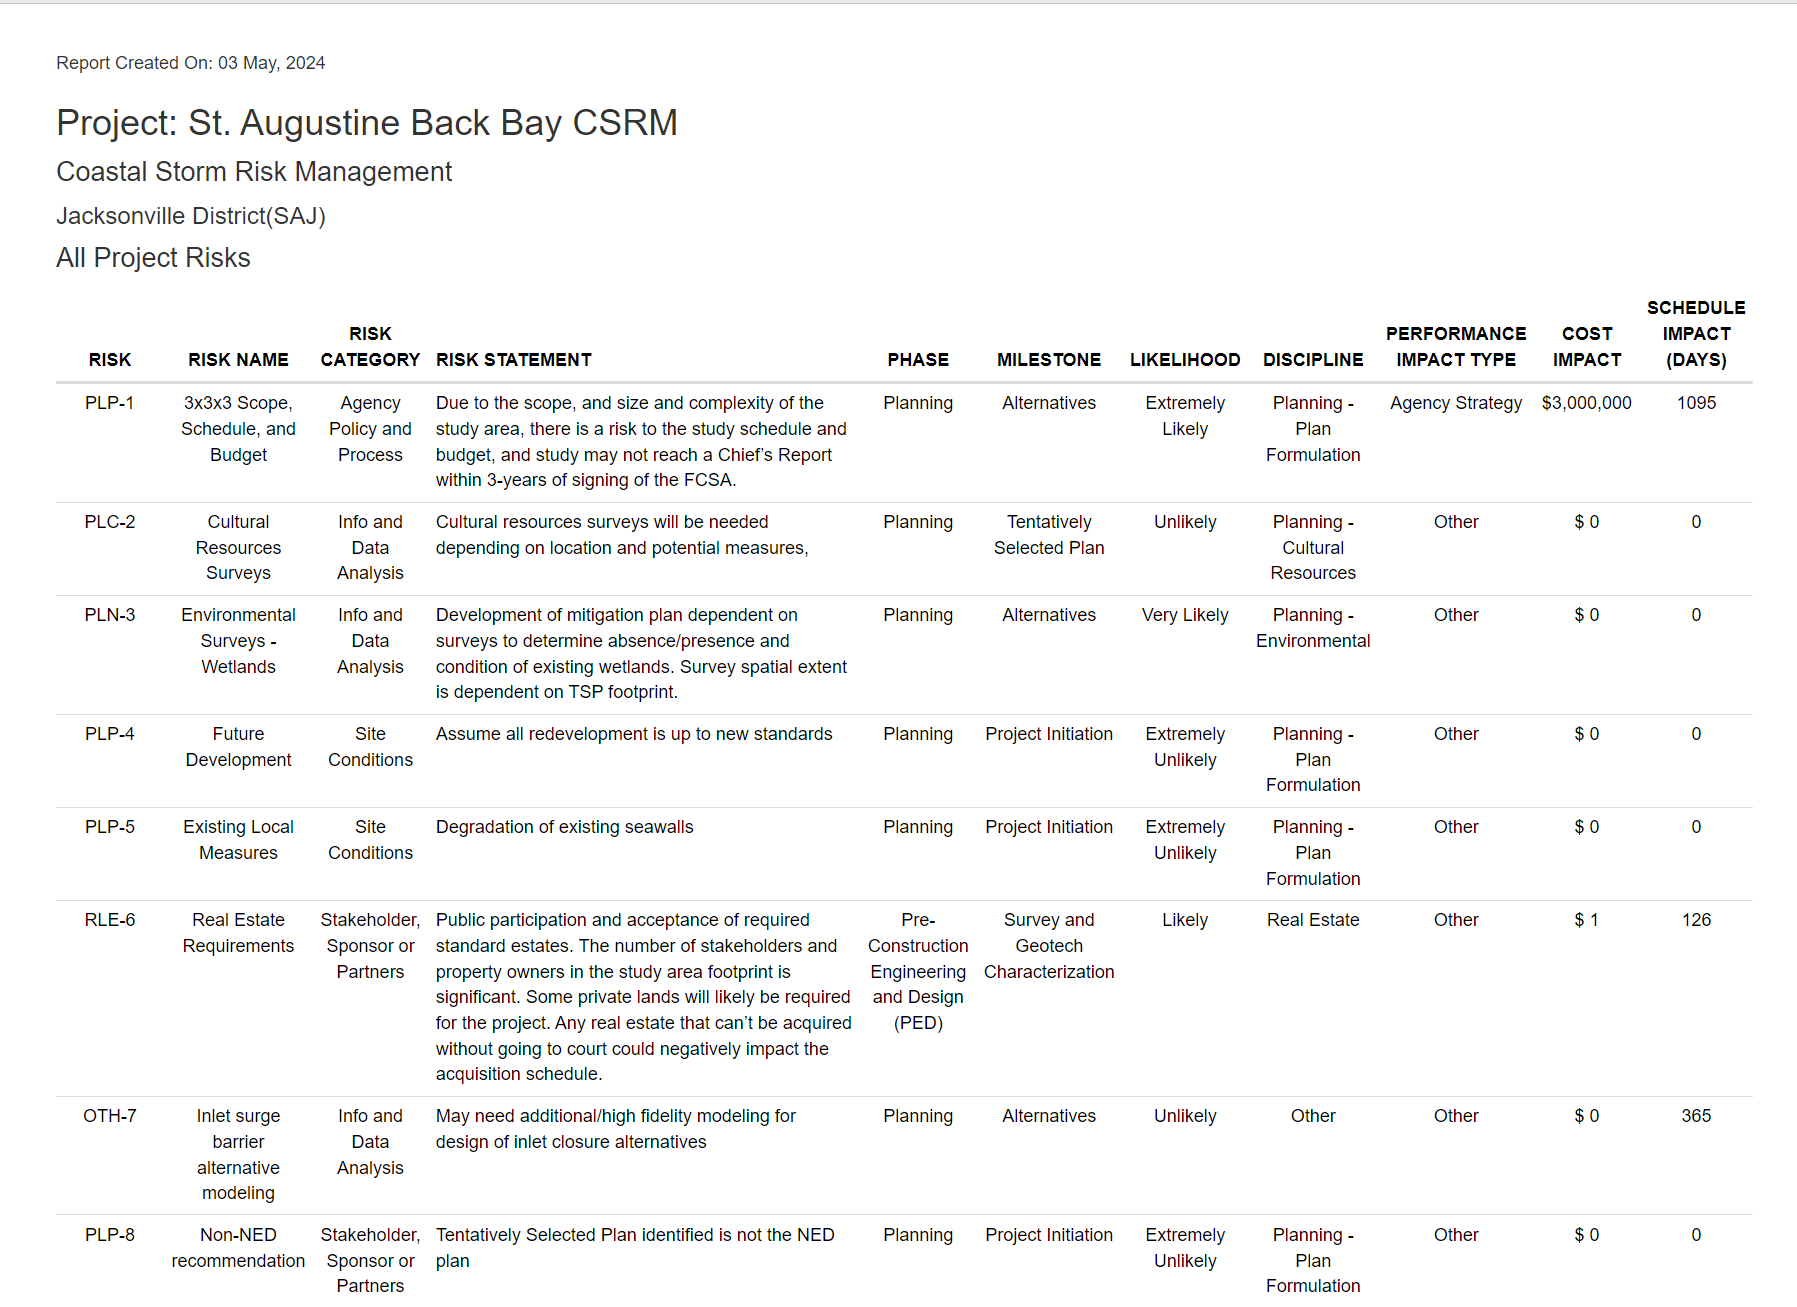 Report Created On: 03 May, 2024
Project: St. Augustine Back Bay CSRM
Coastal Storm Risk Management
Jacksonville District(SAJ)
All Project Risks
RISK RISK NAME RISK CATEGORY RISK STATEMENT PHASE MILESTONE LIKELIHOOD DISCIPLINE PERFORMANCE IMPACT TYPE COST IMPACT SCHEDULE IMPACT (DAYS)
PLP-1 3x3x3 Scope, Agency Due to the scope, and size and complexity of the Planning Alternatives Extremely Planning - Agency Strategy $3,000,000 1095
Schedule, and Policy and study area, there is a risk to the study schedule and Likely Plan
Budget Process budget, and study may not reach a Chief’s Report Formulation
within 3-years of signing of the FCSA.
PLC-2 Cultural Info and Cultural resources surveys will be needed Planning Tentatively Unlikely Planning - Other $ 0 0
Resources Data depending on location and potential measures, Selected Plan Cultural
Surveys Analysis Resources
PLN-3 Environmental Info and Development of mitigation plan dependent on Planning Alternatives Very Likely Planning - Other $ 0 0
Surveys - Data surveys to determine absence/presence and Environmental
Wetlands Analysis condition of existing wetlands. Survey spatial extent
is dependent on TSP footprint.
PLP-4 Future Site Assume all redevelopment is up to new standards Planning Project Initiation Extremely Planning - Other $ 0 0
Development Conditions Unlikely Plan
Formulation
PLP-5 Existing Local Site Degradation of existing seawalls Planning Project Initiation Extremely Planning - Other $ 0 0
Measures Conditions Unlikely Plan
Formulation
RLE-6 Real Estate Stakeholder, Public participation and acceptance of required Pre- Survey and Likely Real Estate Other $ 1 126
Requirements Sponsor or standard estates. The number of stakeholders and Construction Geotech
Partners property owners in the study area footprint is Engineering Characterization
significant. Some private lands will likely be required and Design
for the project. Any real estate that can’t be acquired (PED)
without going to court could negatively impact the
acquisition schedule.
OTH-7 Inlet surge Info and May need additional/high fidelity modeling for Planning Alternatives Unlikely Other Other $ 0 365
barrier Data design of inlet closure alternatives
alternative Analysis
modeling
PLP-8 Non-NED Stakeholder, Tentatively Selected Plan identified is not the NED Planning Project Initiation Extremely Planning - Other $ 0 0
recommendation Sponsor or plan Unlikely Plan
Partners Formulation